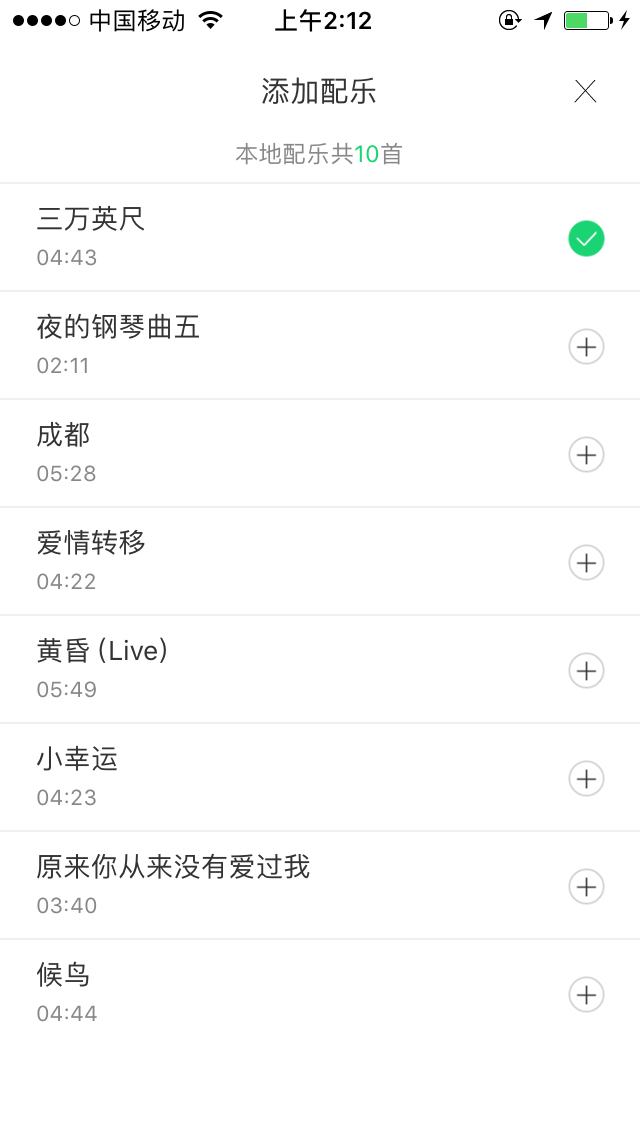 中国移动 上午2:12
添加配乐
本地配乐共10首
三万英尺
04:43
夜的钢琴曲五
02:11
成都
05:28
爱情转移
04:22
黄昏 (Live)
05:49
小幸运
04:23
原来你从来没有爱过我
03:40
候鸟
04:44